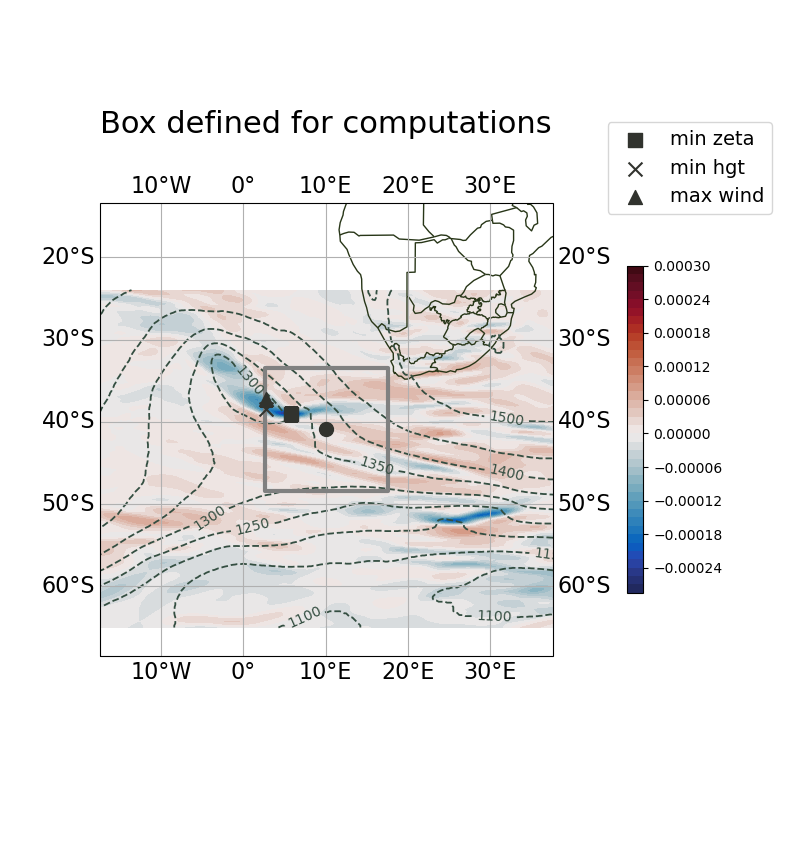 Box defined for computations
min zeta
min hgt
max wind
10°W 0° 10°E 20°E 30°E
20°S 20°S
30°S 30°S
40°S 40°S
50°S 50°S
60°S 60°S
10°W 0° 10°E 20°E 30°E
1300
1500
1350
1400
1300
1250
11
1100
1100
0.00030
0.00024
0.00018
0.00012
0.00006
0.00000
−0.00006
−0.00012
−0.00018
−0.00024